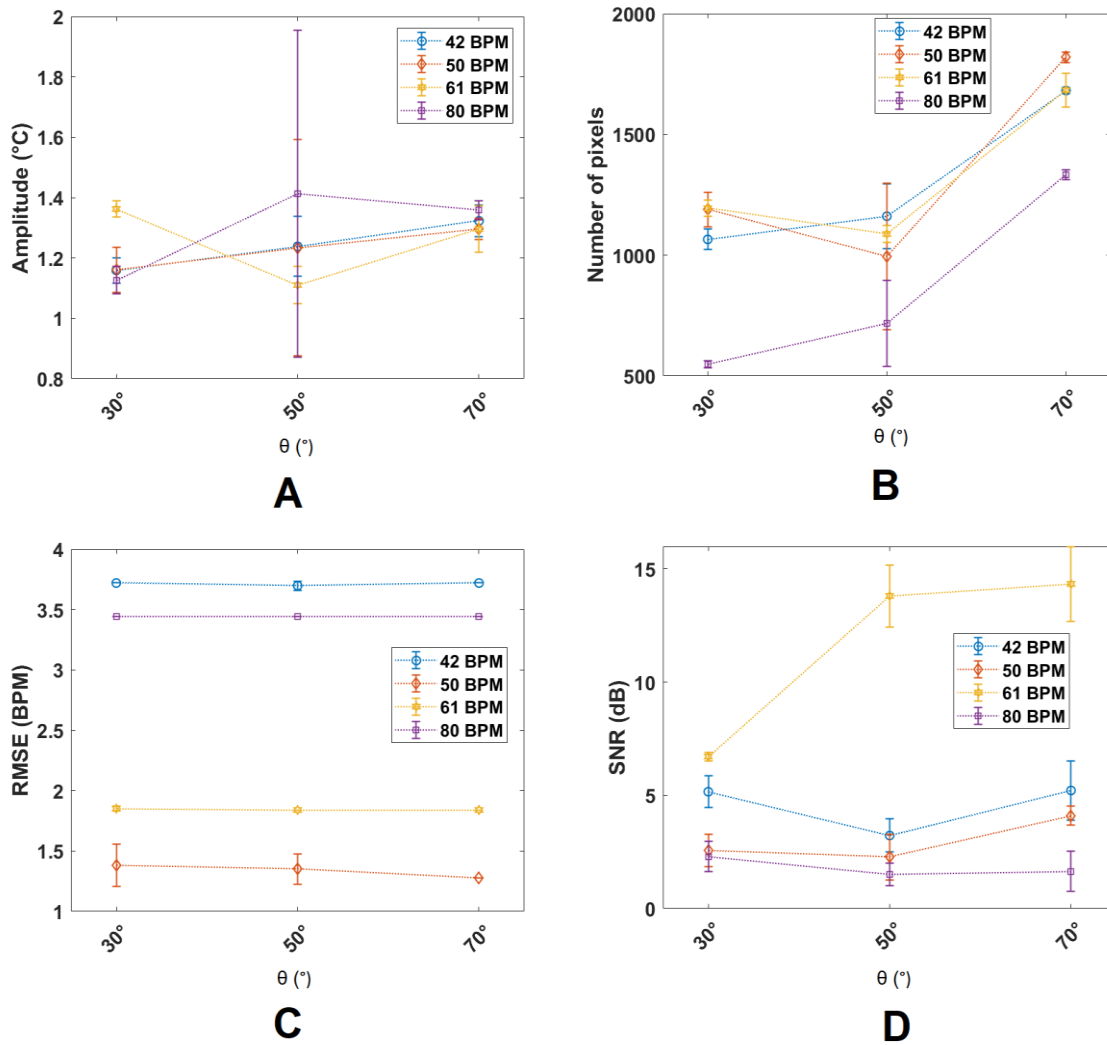 2
1.8
1.6
1.4
1.2
1
0.8
Amplitude (°C)
42 BPM
50 BPM
61 BPM
80 BPM
30°
50°
70°
θ (°)
A
2000
1500
1000
500
Number of pixels
42 BPM
50 BPM
61 BPM
80 BPM
30°
50°
70°
θ (°)
B
4
3.5
3
2.5
2
1.5
1
RMSE (BPM)
42 BPM
50 BPM
61 BPM
80 BPM
30°
50°
70°
θ (°)
C
15
10
5
0
SNR (dB)
42 BPM
50 BPM
61 BPM
80 BPM
30°
50°
70°
θ (°)
D